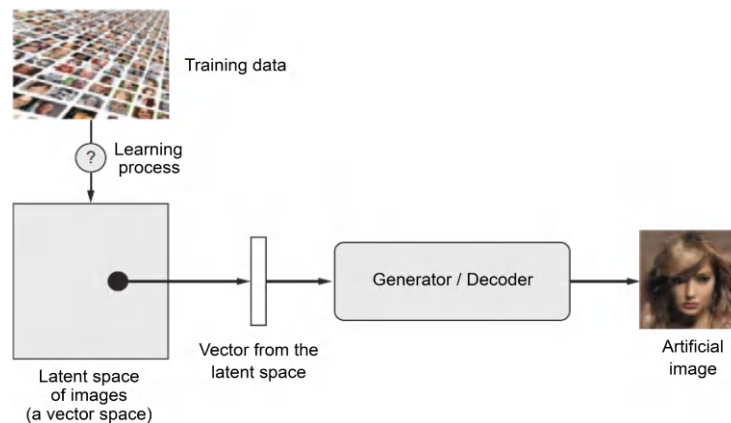 Training data
?
Learning
process
Generator / Decoder
Vector from the
latent space
Artificial
image
Latent space
of images
(a vector space)